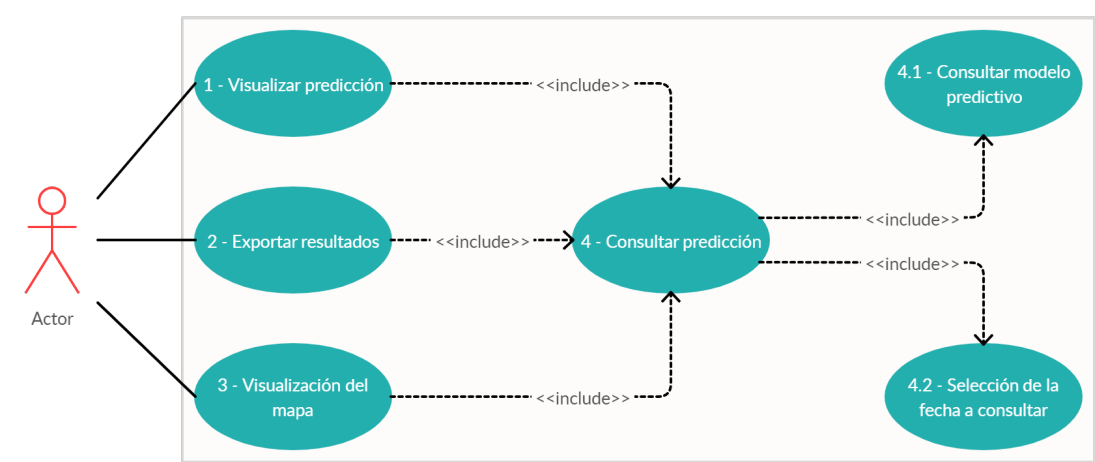 1 - Visualizar predicción
<<include>>
4.1 - Consultar modelo
predictivo
2 - Exportar resultados
<<include>>
4 - Consultar predicción
<<include>>
<<include>>
Actor
3 - Visualización del
mapa
<<include>>
4.2 - Selección de la
fecha a consultar